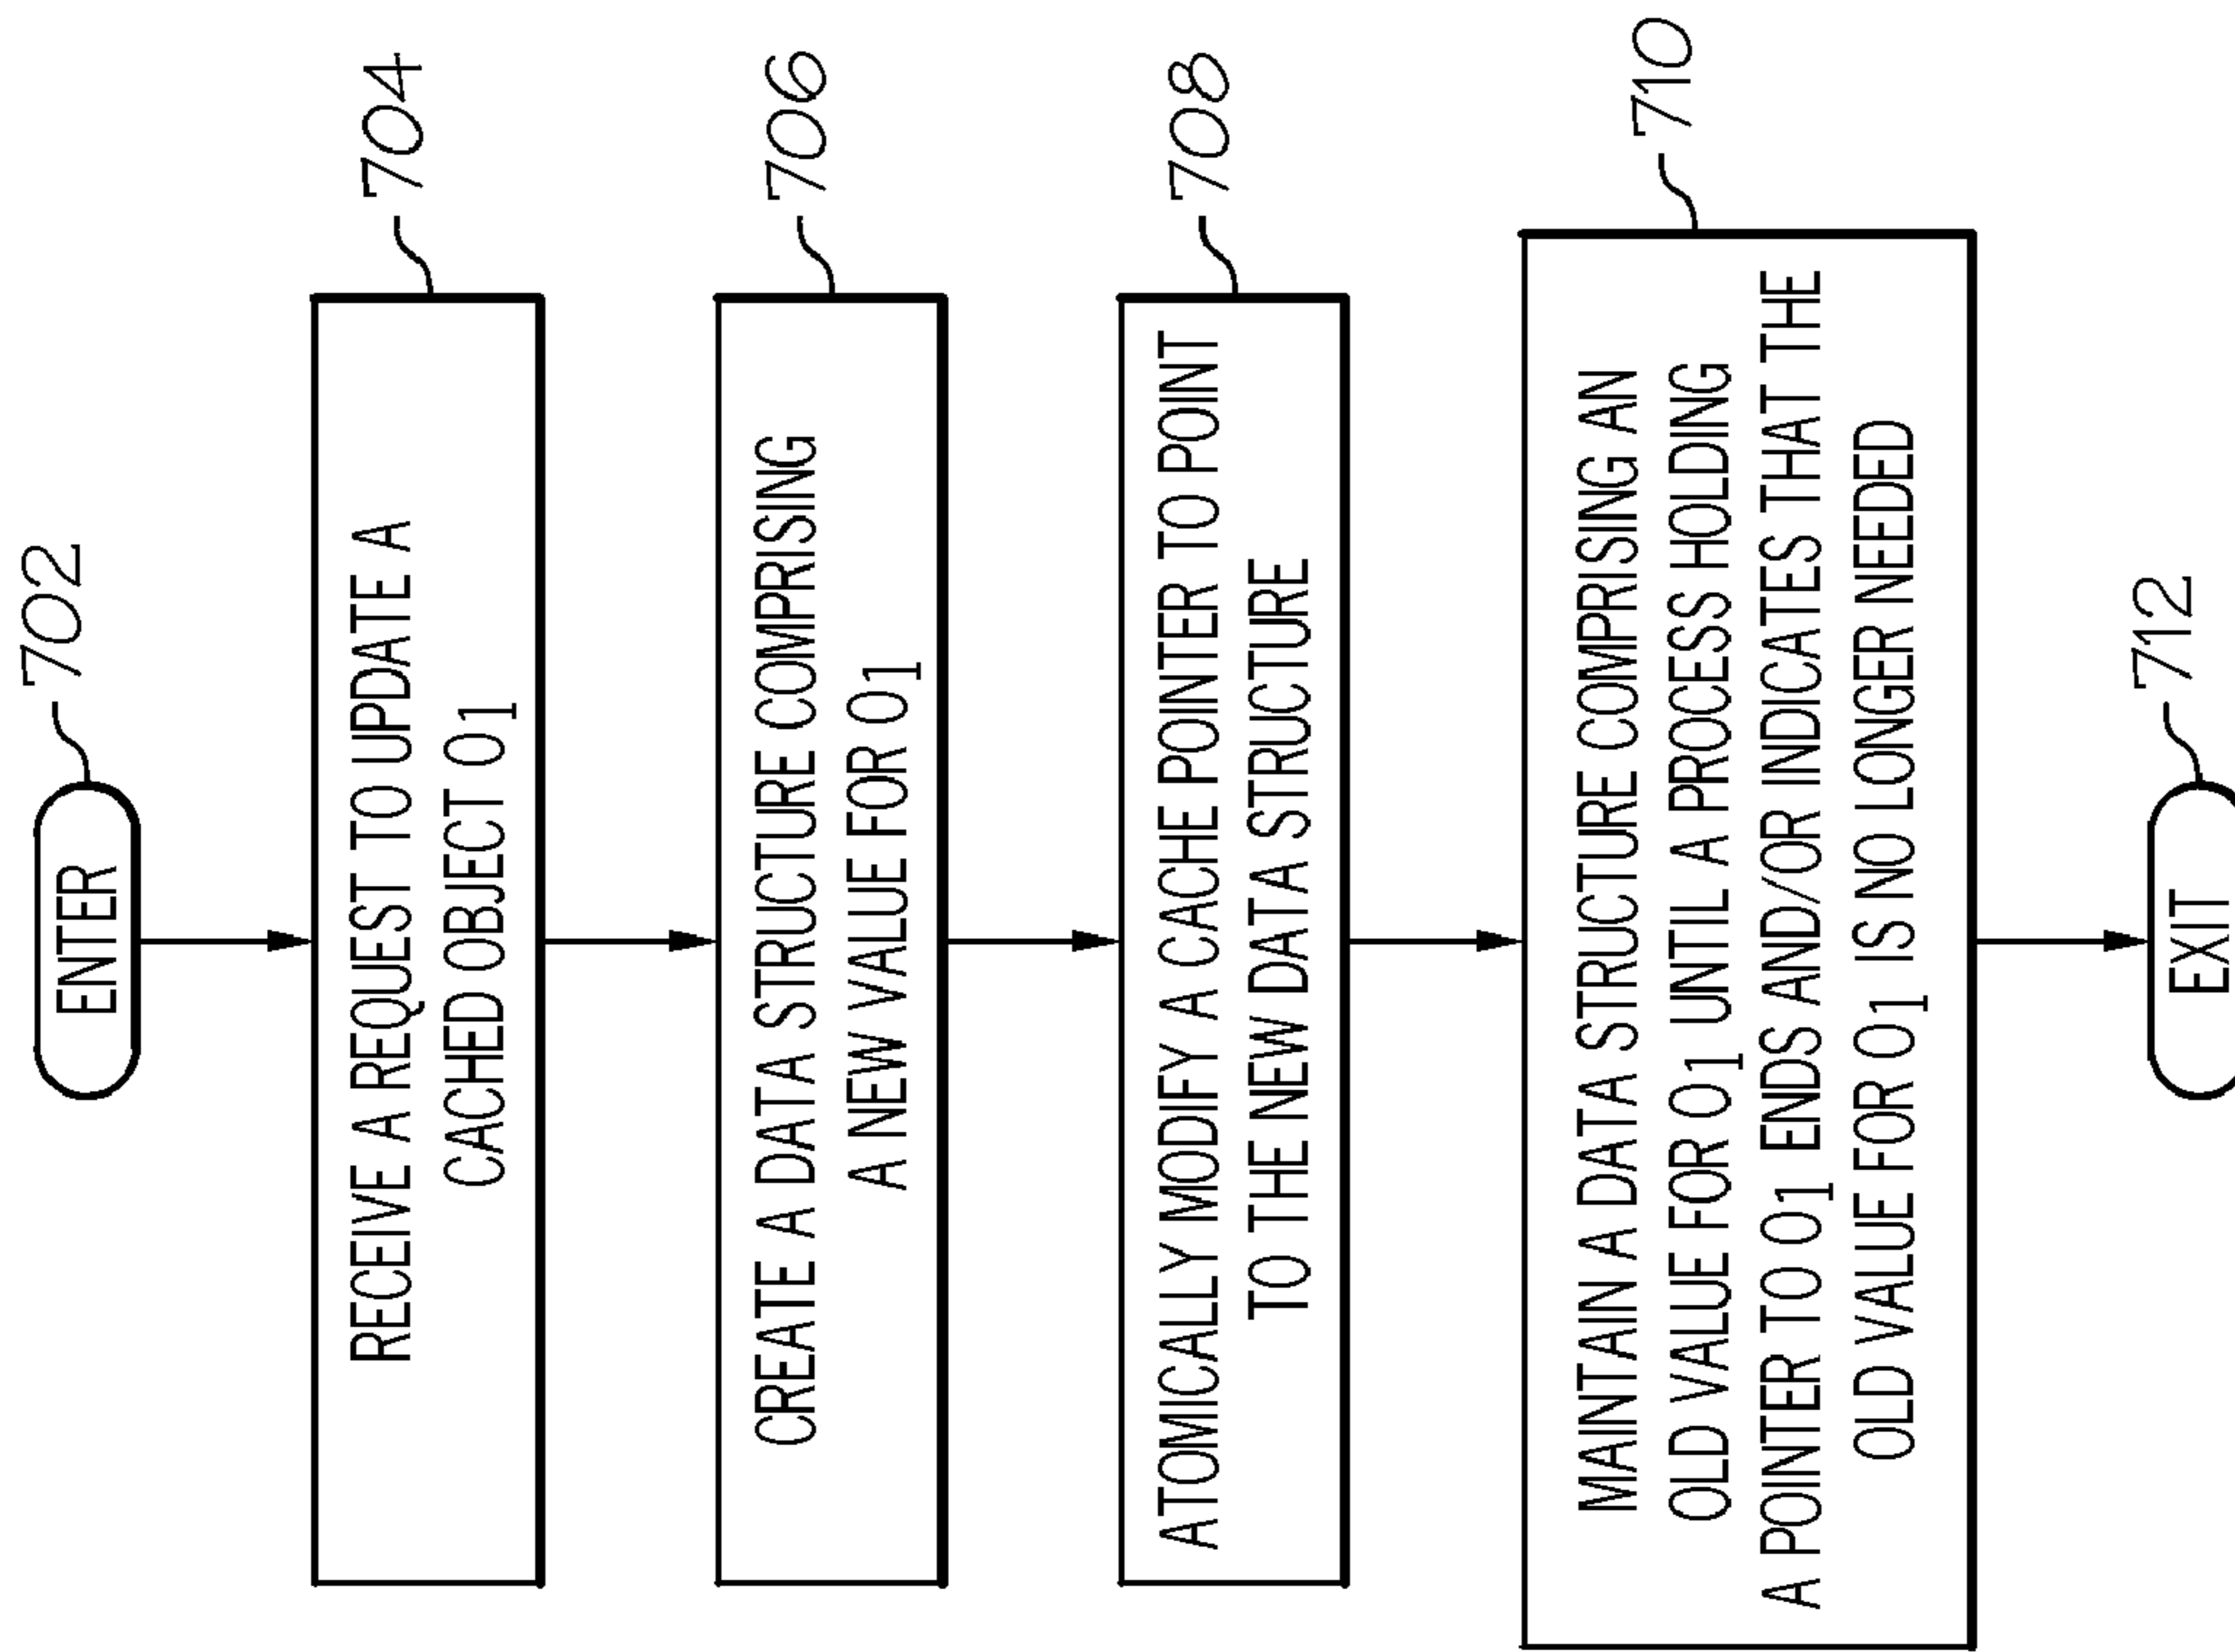 702
ENTER
704
RECEIVE A REQUEST TO UPDATE A
CACHED OBJECT O1
706
CREATE A DATA STRUCTURE COMPRISING
A NEW VALUE FOR O1
708
ATOMICALLY MODIFY A CACHE POINTER TO POINT
TO THE NEW DATA STRUCTURE
710
MAINTAIN A DATA STRUCTURE COMPRISING AN
OLD VALUE FOR O1 UNTIL A PROCESS HOLDING
A POINTER TO O1 ENDS AND/OR INDICATES THAT THE
OLD VALUE FOR O1 IS NO LONGER NEEDED
712
EXIT